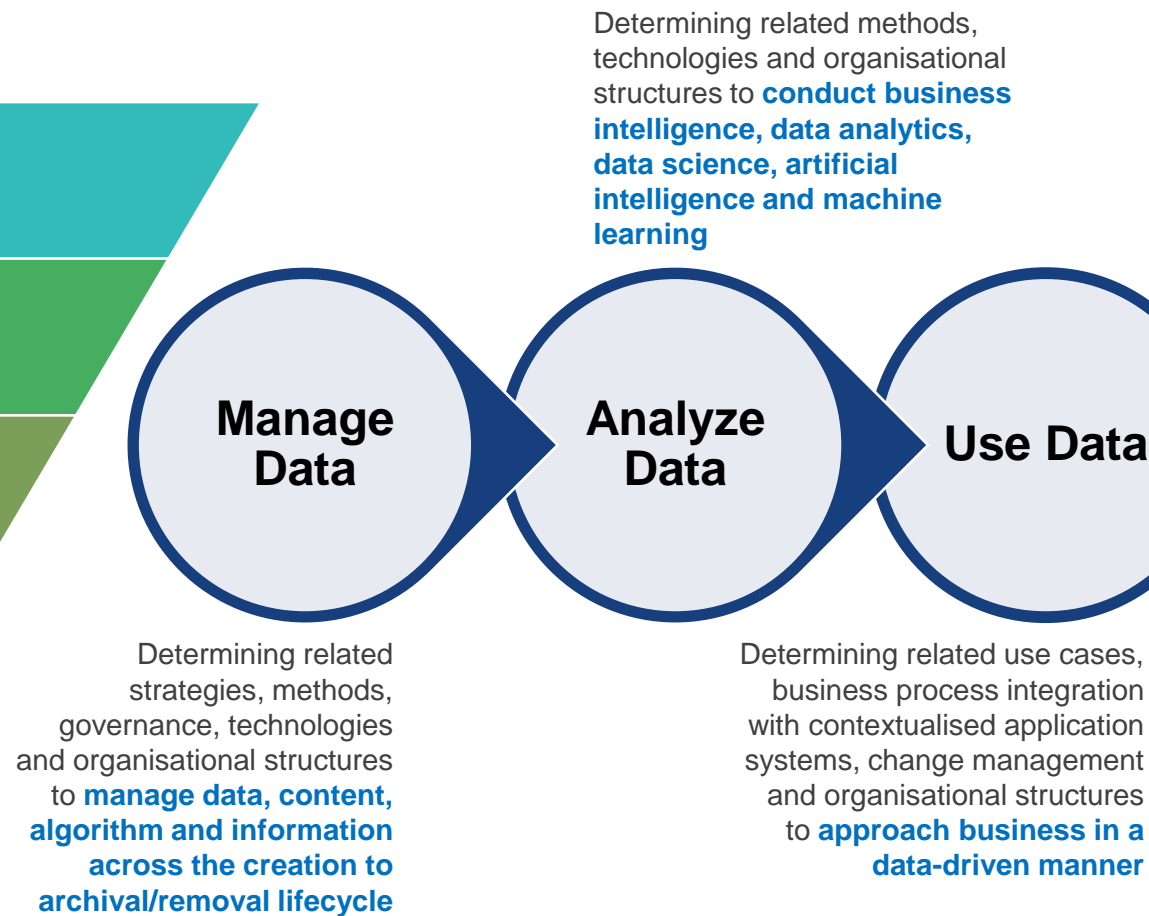 Determining related methods,
technologies and organisational
structures to conduct business
intelligence, data analytics,
data science, artificial
intelligence and machine
learning
Manage
Data
Analyze
Data
Use Data
Determining related
strategies, methods,
governance, technologies
and organisational structures
to manage data, content,
algorithm and information
across the creation to
archival/removal lifecycle
Determining related use cases,
business process integration
with contextualised application
systems, change management
and organisational structures
to approach business in a
data-driven manner